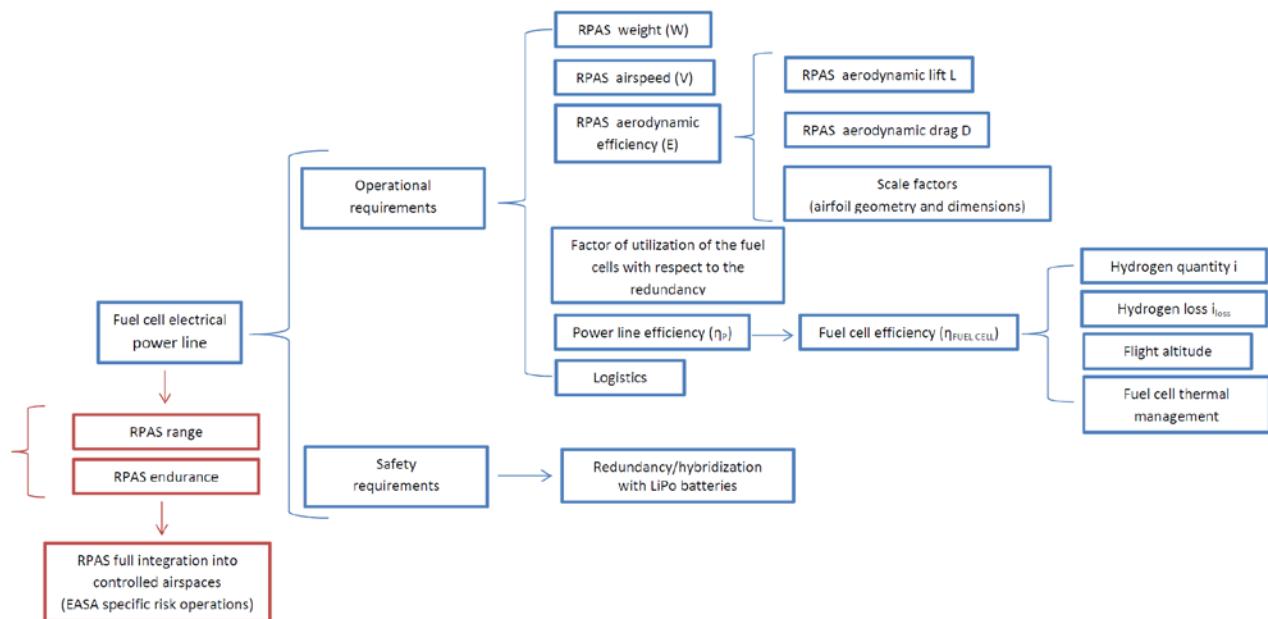 RPAS weight (W)
RPAS airspeed (V)
RPAS aerodynamic
efficiency (E)
RPAS aerodynamic lift L
RPAS aerodynamic drag D
Scale factors
(airfoil geometry and dimensions)
Operational
requirements
Factor of utilization of the fuel
cells with respect to the
redundancy
Hydrogen quantity i
Hydrogen loss iloss
Flight altitude
Fuel cell thermal
management
Fuel cell electrical
power line
Power line efficiency (ηP)
Fuel cell efficiency (ηFUEL CELL)
Logistics
RPAS range
RPAS endurance
Safety
requirements
Redundancy/hybridization
with LiPo batteries
RPAS full integration into
controlled airspaces
(EASA specific risk operations)